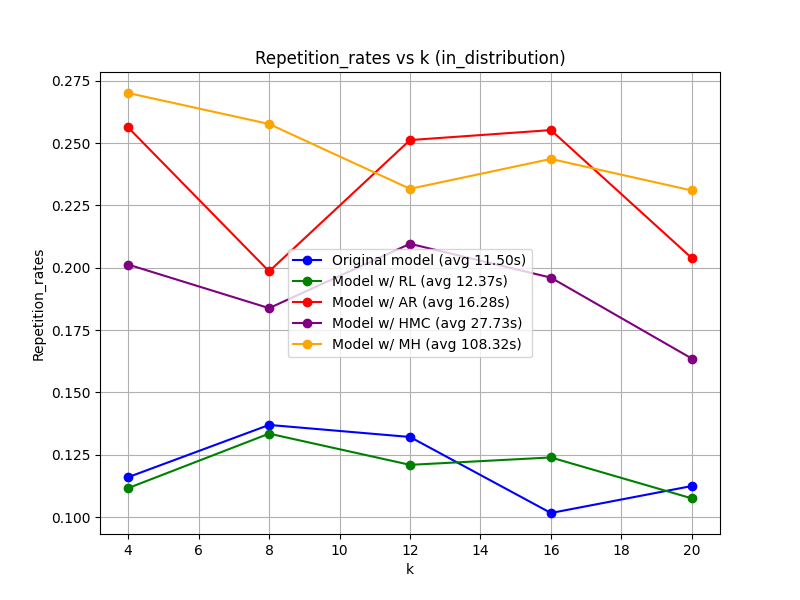 Repetition_rates vs k (in_distribution)
Repetition_rates
0.275
0.250
0.225
0.200
0.175
0.150
0.125
0.100
Original model (avg 11.50s)
Model w/ RL (avg 12.37s)
Model w/ AR (avg 16.28s)
Model w/ HMC (avg 27.73s)
Model w/ MH (avg 108.32s)
4 6 8 10 12 14 16 18 20
k